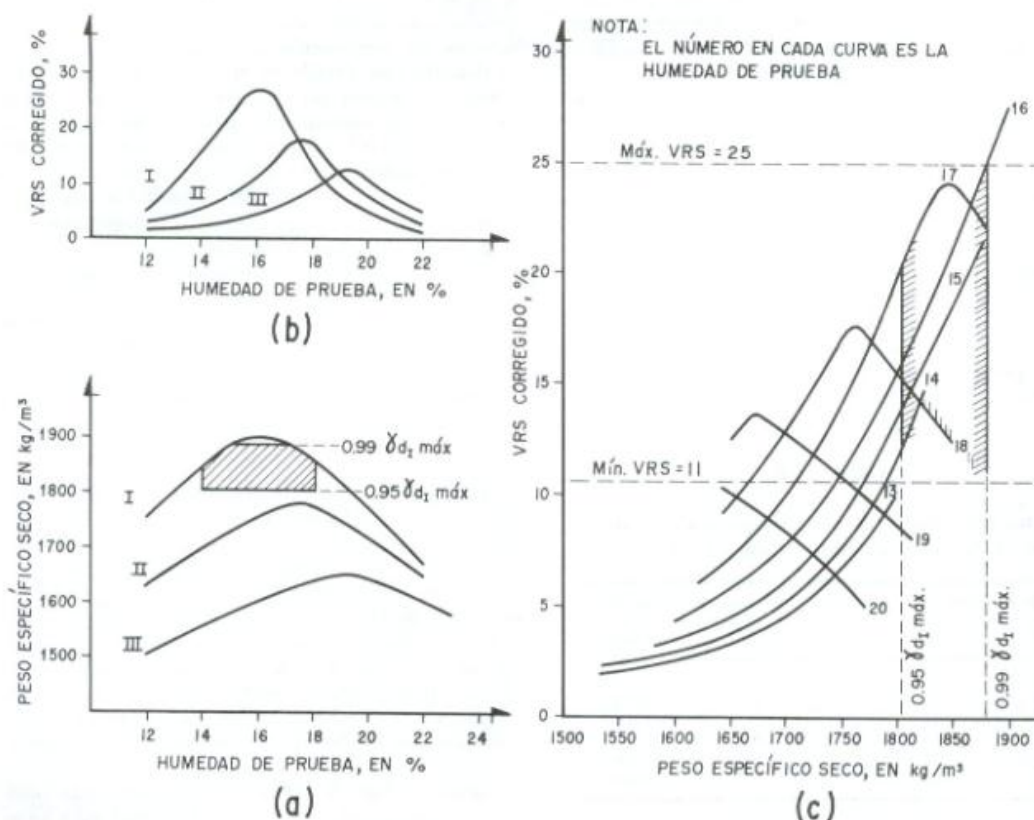 VRS CORREGIDO, %
30
20
10
0
I
II
III
12
14
16
18
20
22
HUMEDAD DE PRUEBA, EN %
(b)
PESO ESPECÍFICO SECO, EN kg/m³
1900
1800
1700
1600
1500
0.99 γdI máx
0.95 γdI máx
I
II
III
12
14
16
18
20
22
24
HUMEDAD DE PRUEBA, EN %
(a)
NOTA:
EL NÚMERO EN CADA CURVA ES LA
HUMEDAD DE PRUEBA
VRS CORREGIDO, %
30
25
20
15
10
5
0
Máx. VRS = 25
Mín. VRS = 11
16
17
15
14
18
13
19
20
0.95 γdI máx.
0.99 γdI máx.
1500
1550
1600
1650
1700
1750
1800
1850
1900
PESO ESPECÍFICO SECO, EN kg/m³
(c)